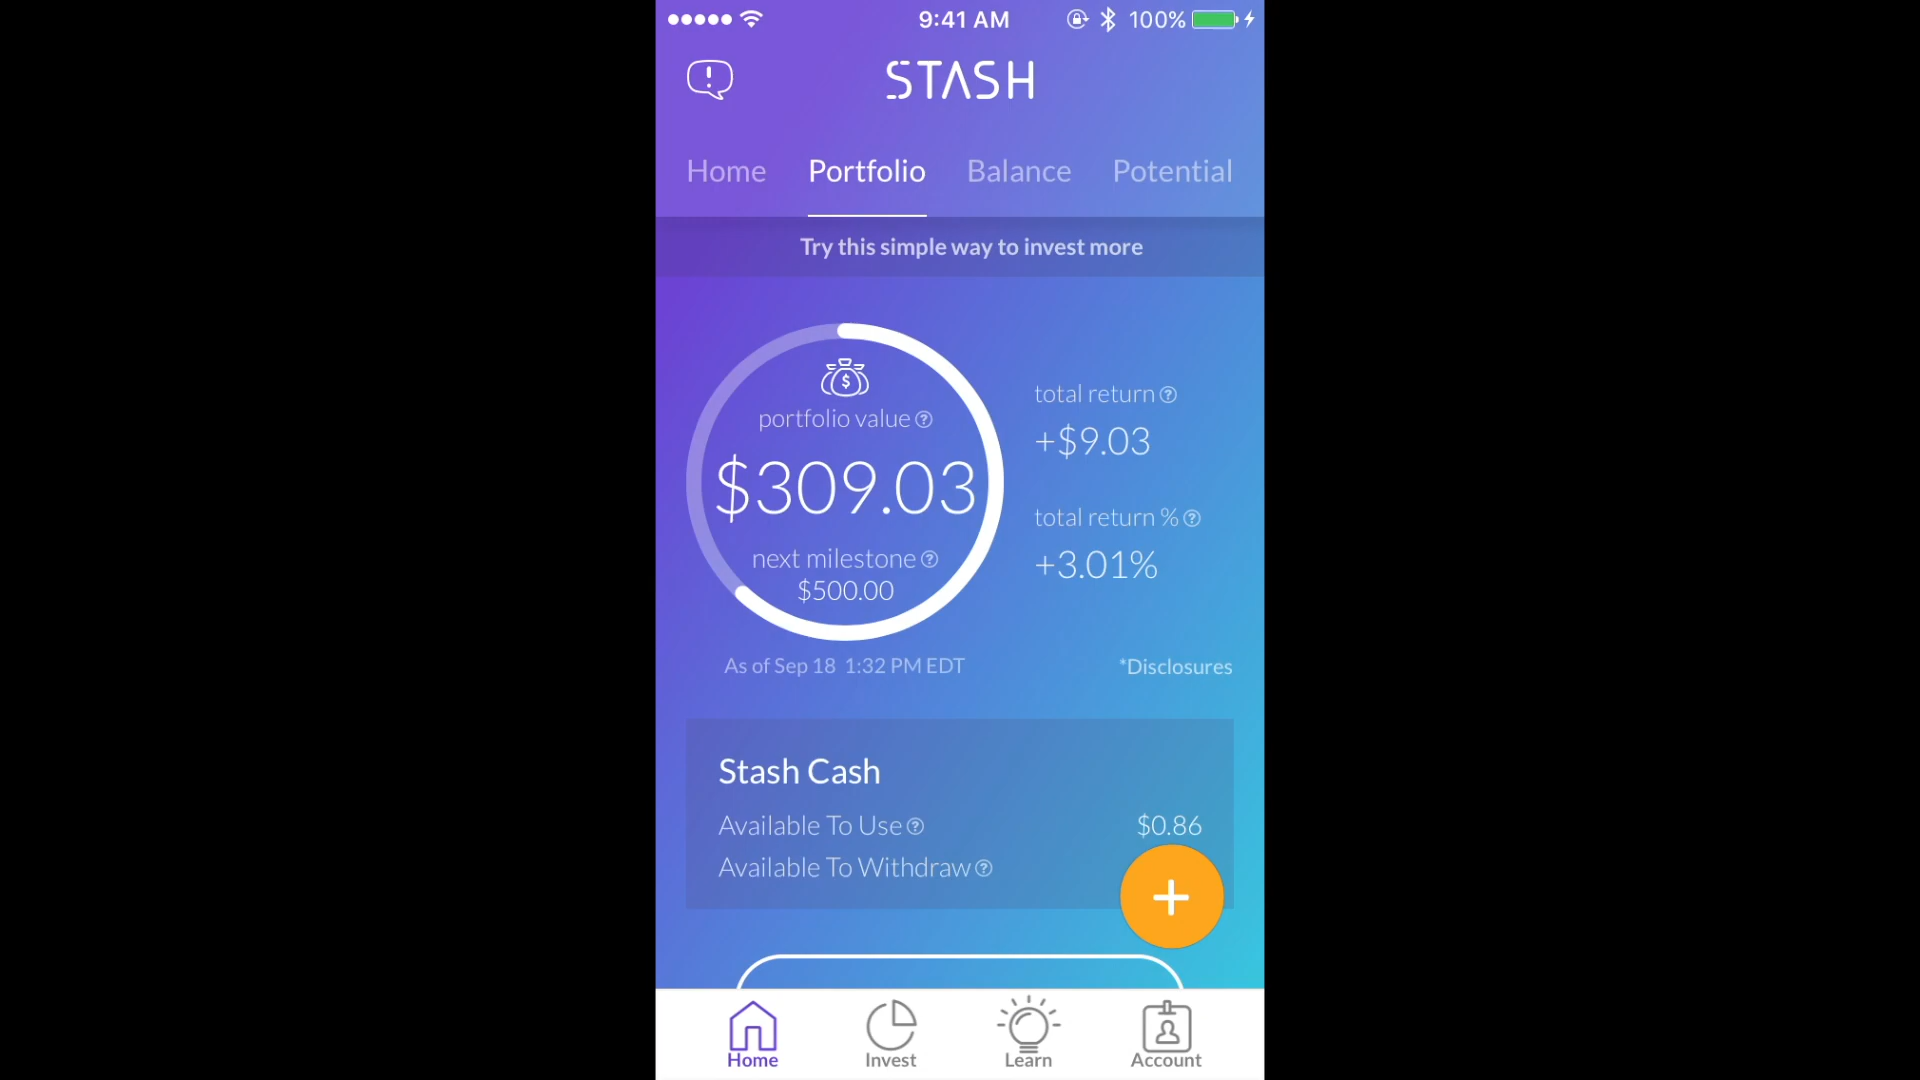 9:41 AM
100%
STASH
Home Portfolio Balance Potential
Try this simple way to invest more
portfolio value
$309.03
next milestone
$500.00
total return
+$9.03
total return %
+3.01%
As of Sep 18 1:32 PM EDT
*Disclosures
Stash Cash
Available To Use $0.86
Available To Withdraw
Home Invest Learn Account